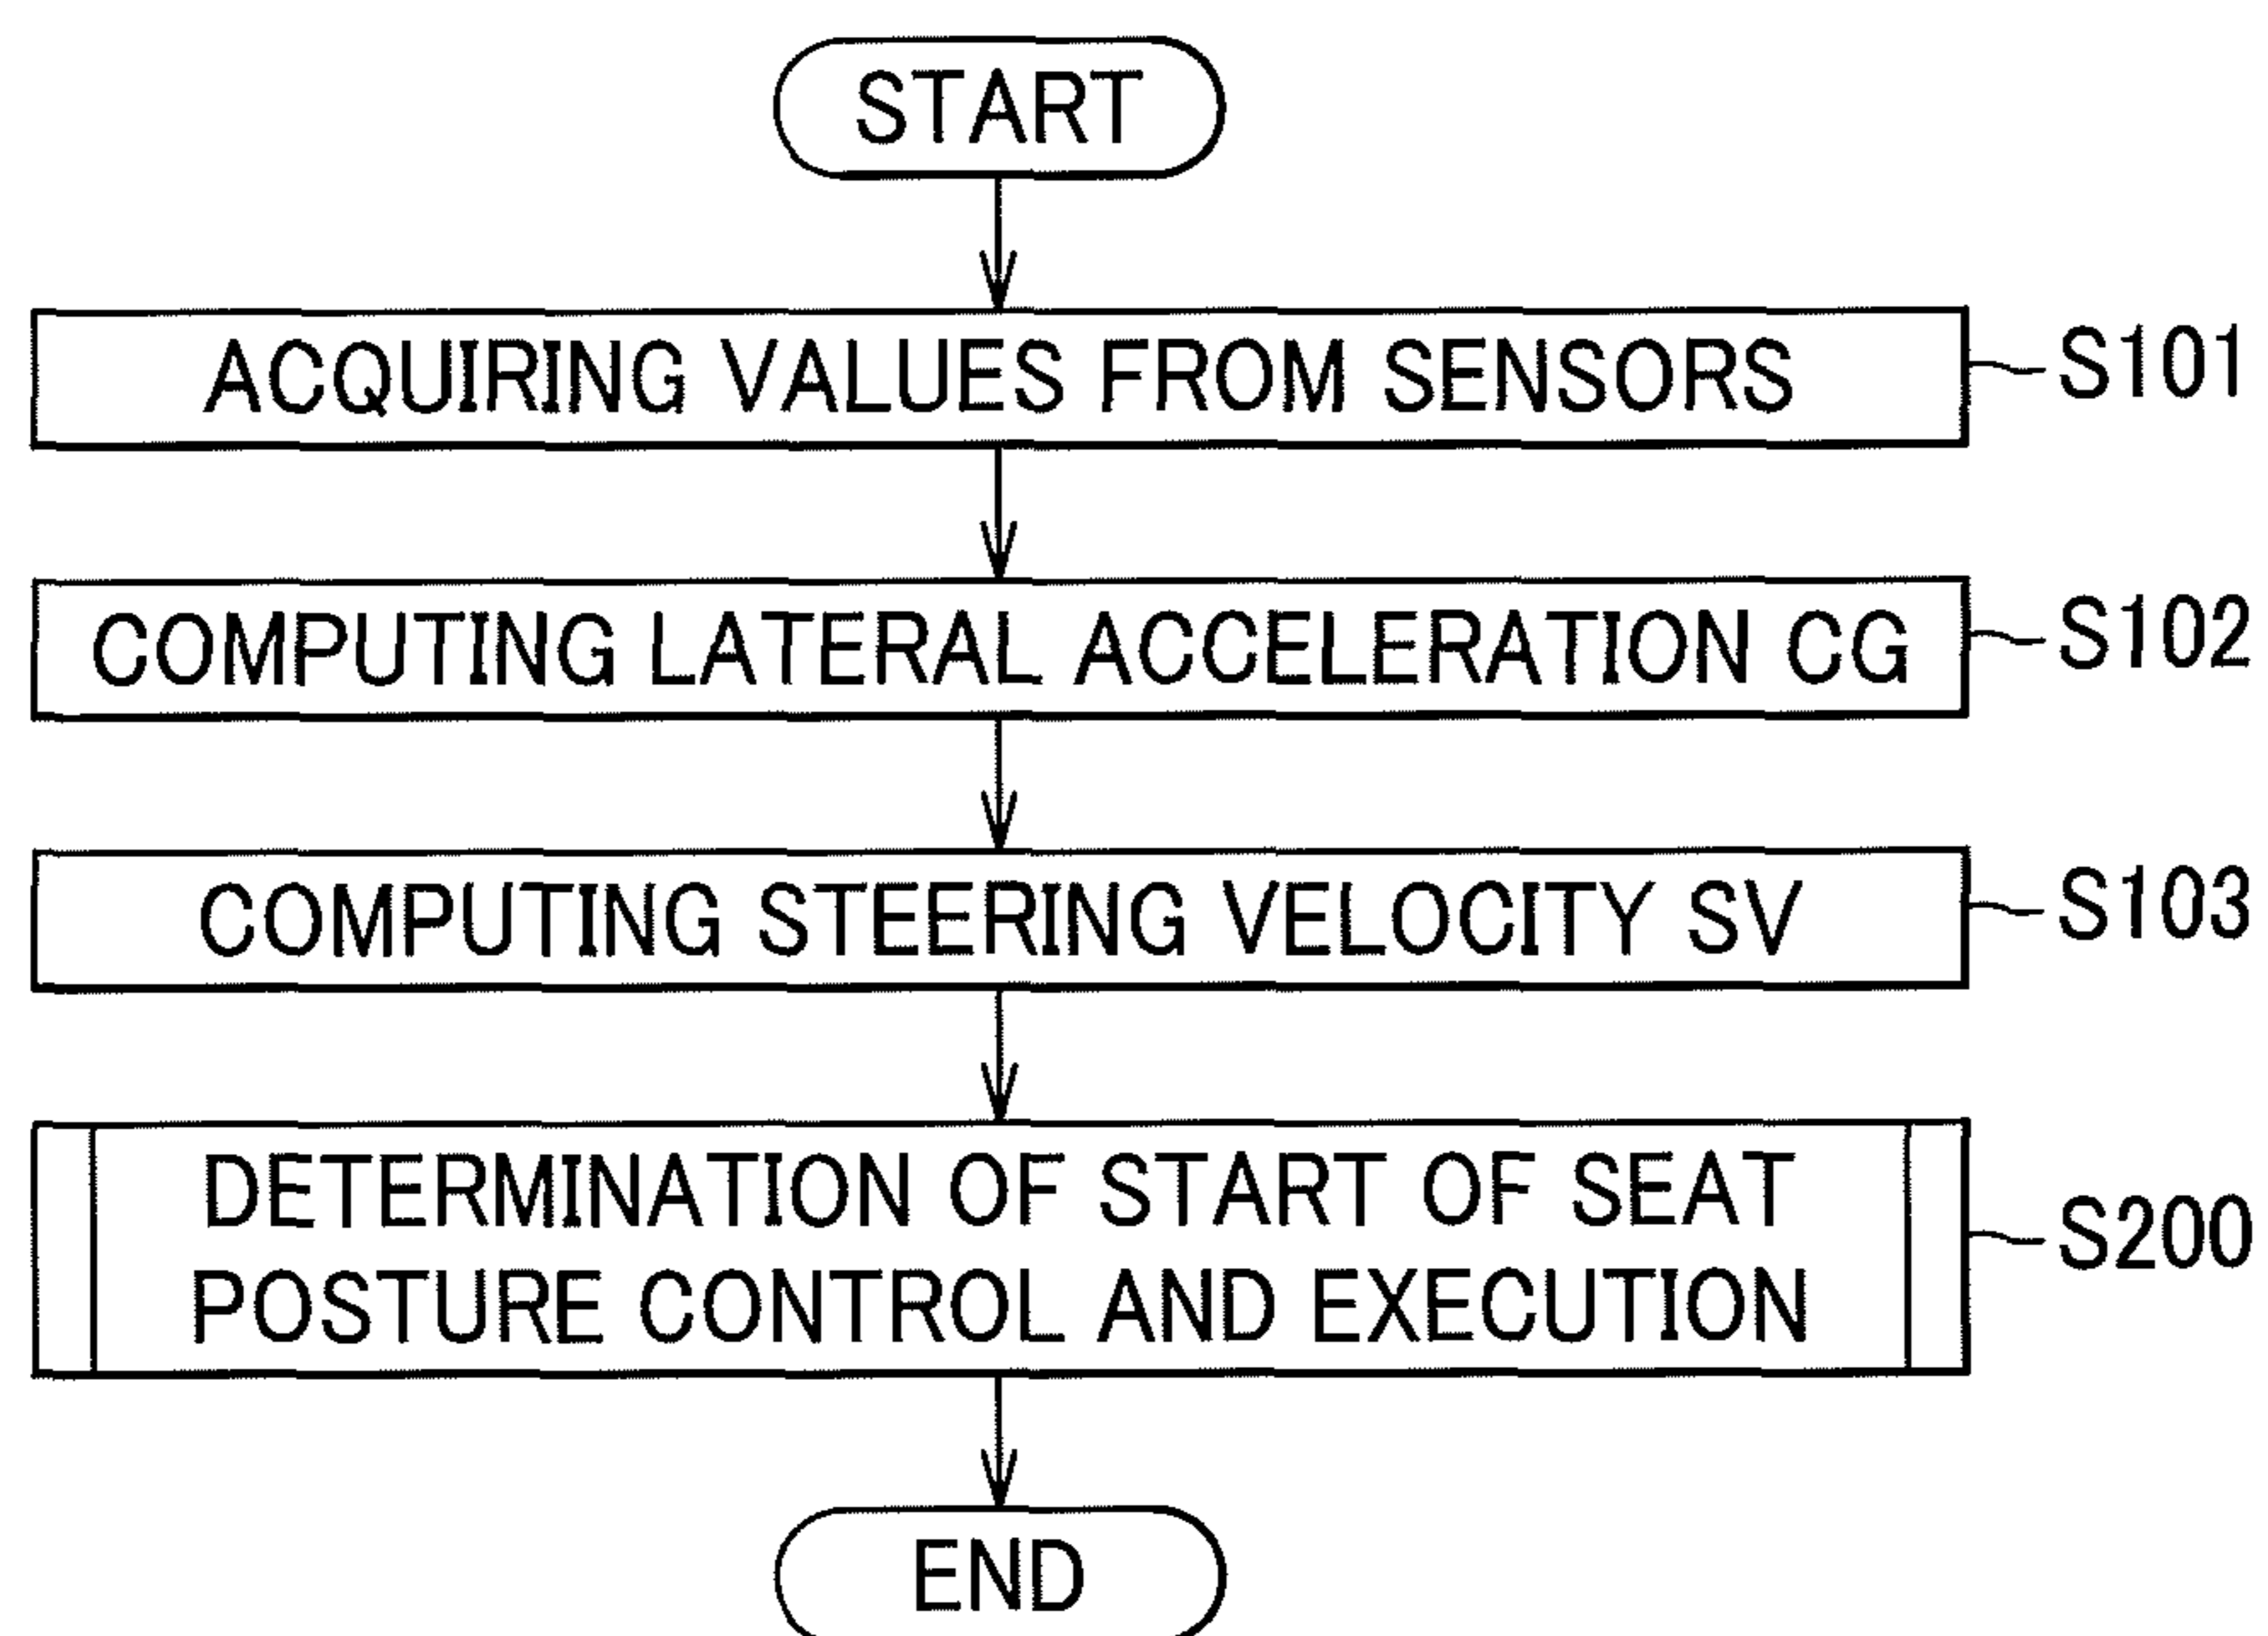 START
ACQUIRING VALUES FROM SENSORS
S101
COMPUTING LATERAL ACCELERATION CG
S102
COMPUTING STEERING VELOCITY SV
S103
DETERMINATION OF START OF SEAT
POSTURE CONTROL AND EXECUTION
S200
END